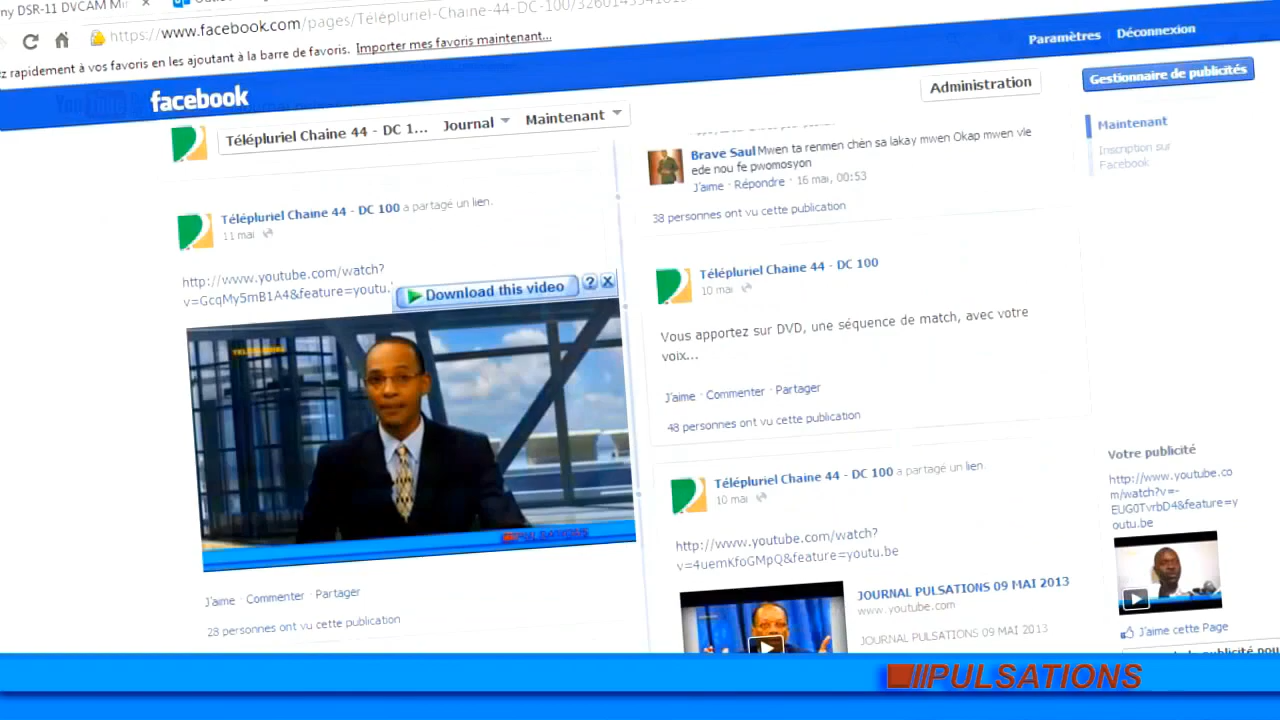 ny DSR-11 DVCAM Mi
https://www.facebook.com/pages/Télépluriel-Chaine-44-DC-100/
z rapidement à vos favoris en les ajoutant à la barre de favoris. Importer mes favoris maintenant...
Paramètres Déconnexion
YouTube
facebook
Administration
Gestionnaire de publicités
Télépluriel Chaine 44 - DC 1... Journal Maintenant
Maintenant
Inscription sur
Facebook
Brave Saul Mwen ta renmen chèn sa lakay mwen Okap mwen vle
ede nou fe pwomosyon
J'aime · Répondre · 16 mai, 00:53
38 personnes ont vu cette publication
Télépluriel Chaine 44 - DC 100 a partagé un lien.
11 mai
http://www.youtube.com/watch?
v=GcqMy5mB1A4&feature=youtu.
Download this video ? X
PULSATIONS
J'aime · Commenter · Partager
28 personnes ont vu cette publication
Télépluriel Chaine 44 - DC 100
10 mai
Vous apportez sur DVD, une séquence de match, avec votre
voix...
J'aime · Commenter · Partager
48 personnes ont vu cette publication
Télépluriel Chaine 44 - DC 100 a partagé un lien.
10 mai
http://www.youtube.com/watch?
v=4uemKfoGMpQ&feature=youtu.be
JOURNAL PULSATIONS 09 MAI 2013
www.youtube.com
JOURNAL PULSATIONS 09 MAI 2013
Votre publicité
http://www.youtube.co
m/watch?v=-
EUG0TvrbD4&feature=y
outu.be
J'aime cette Page
PULSATIONS